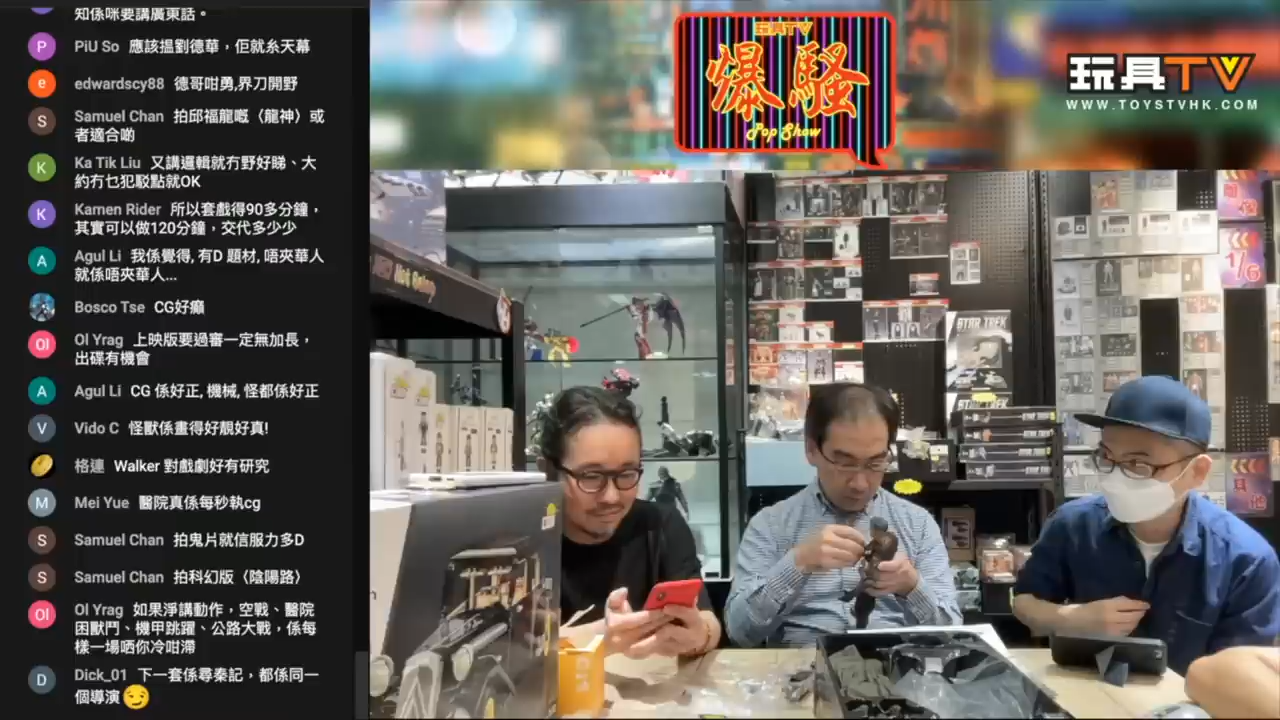 知係咪要講廣東話。
PiU So 應該搵劉德華，佢就糸天幕
edwardscy88 德哥咁勇,界刀開野
Samuel Chan 拍邱福龍嘅〈龍神〉或
者適合啲
Ka Tik Liu 又講邏輯就冇野好睇、大
約冇乜犯駁點就OK
Kamen Rider 所以套戲得90多分鐘，
其實可以做120分鐘，交代多少少
Agul Li 我係覺得, 有D 題材, 唔夾華人
就係唔夾華人...
Bosco Tse CG好癲
Ol Yrag 上映版要過審一定無加長，
出碟有機會
Agul Li CG 係好正, 機械, 怪都係好正
Vido C 怪獸係畫得好靚好真!
格連 Walker 對戲劇好有研究
Mei Yue 醫院真係每秒執cg
Samuel Chan 拍鬼片就信服力多D
Samuel Chan 拍科幻版〈陰陽路〉
Ol Yrag 如果淨講動作，空戰、醫院
困獸鬥、機甲跳躍、公路大戰，係每
樣一場晒你冷咁滯
Dick_01 下一套係尋秦記，都係同一
個導演😏
玩具TV
爆騷
Pop Show
玩具TV
WWW.TOYSTVHK.COM
STAR TREK
1/6
其他